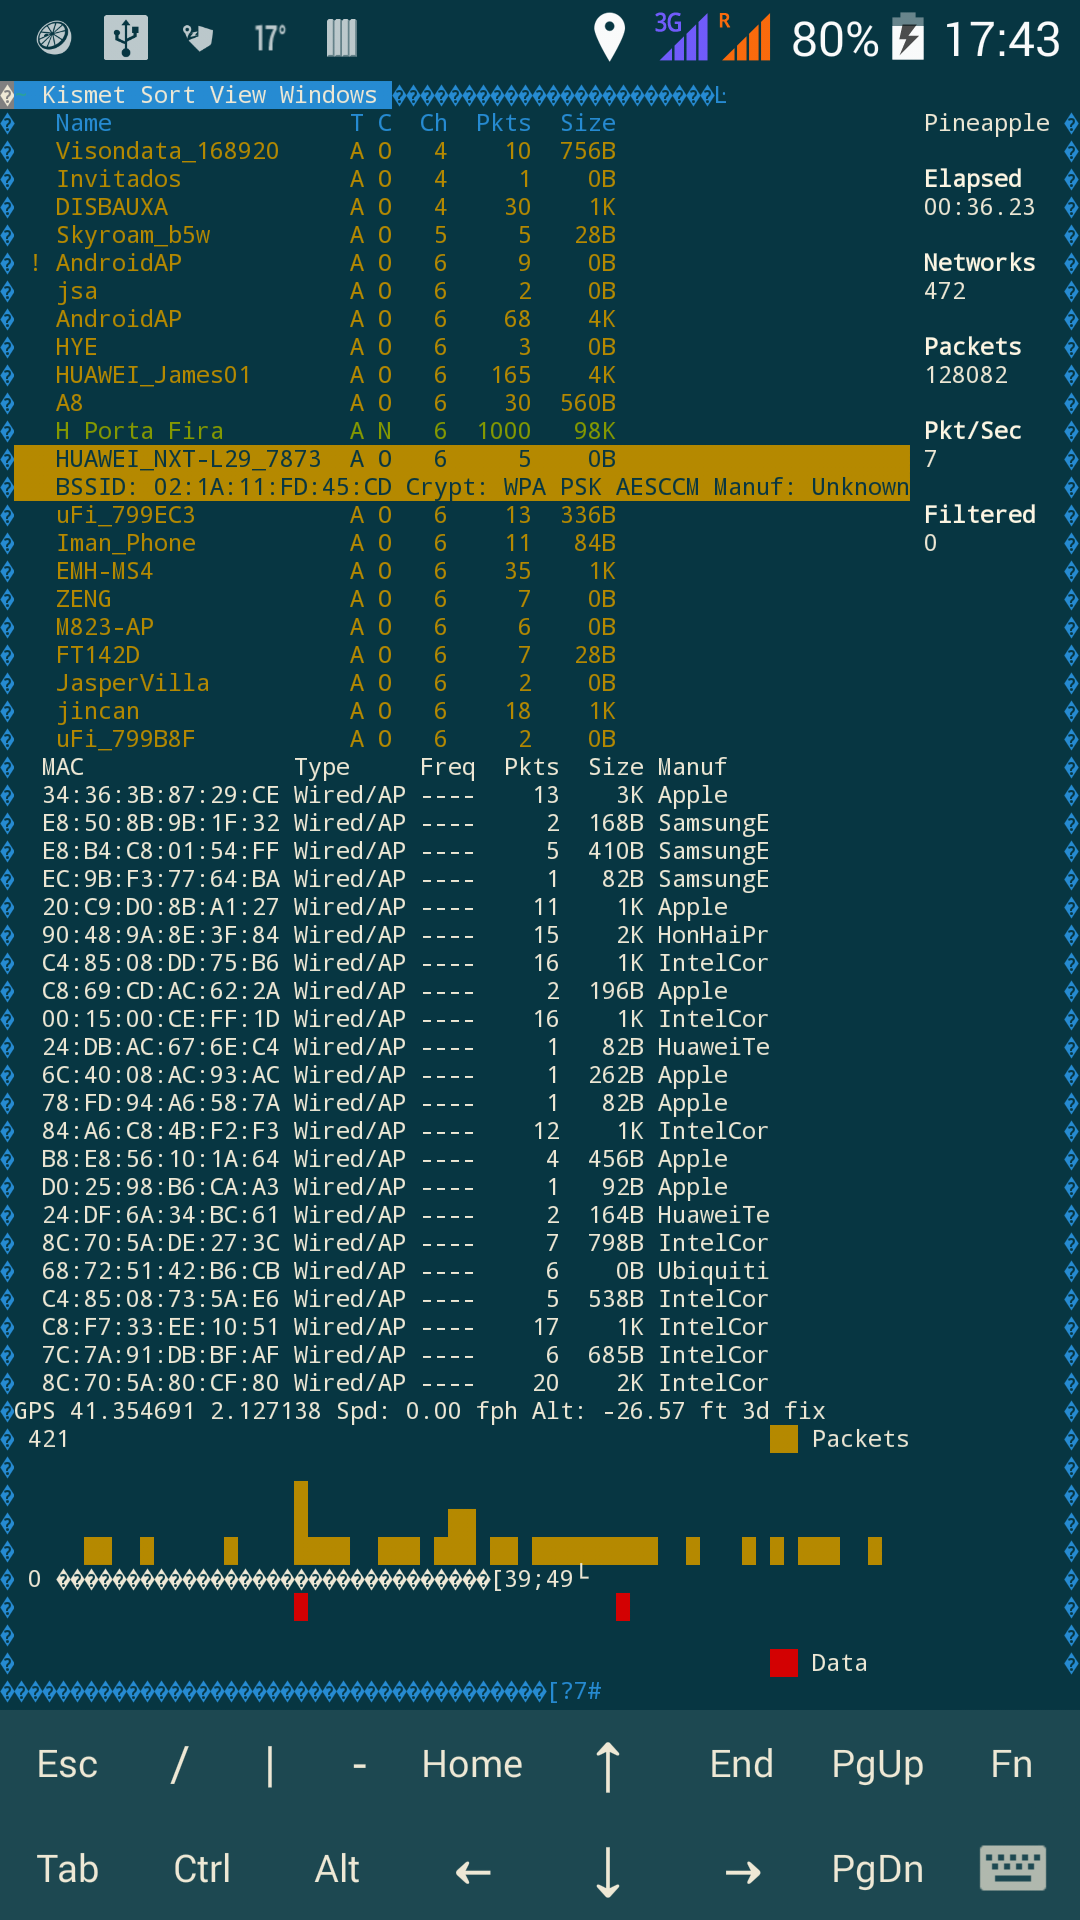 17° 3G R 80% 17:43
Kismet Sort View Windows
Name T C Ch Pkts Size Pineapple
Visondata_168920 A O 4 10 756B
Invitados A O 4 1 0B Elapsed
DISBAUXA A O 4 30 1K 00:36.23
Skyroam_b5w A O 5 5 28B
! AndroidAP A O 6 9 0B Networks
jsa A O 6 2 0B 472
AndroidAP A O 6 68 4K
HYE A O 6 3 0B Packets
HUAWEI_James01 A O 6 165 4K 128082
A8 A O 6 30 560B
H Porta Fira A N 6 1000 98K Pkt/Sec
HUAWEI_NXT-L29_7873 A O 6 5 0B 7
BSSID: 02:1A:11:FD:45:CD Crypt: WPA PSK AESCCM Manuf: Unknown
uFi_799EC3 A O 6 13 336B Filtered
Iman_Phone A O 6 11 84B 0
EMH-MS4 A O 6 35 1K
ZENG A O 6 7 0B
M823-AP A O 6 6 0B
FT142D A O 6 7 28B
JasperVilla A O 6 2 0B
jincan A O 6 18 1K
uFi_799B8F A O 6 2 0B
MAC Type Freq Pkts Size Manuf
34:36:3B:87:29:CE Wired/AP ---- 13 3K Apple
E8:50:8B:9B:1F:32 Wired/AP ---- 2 168B SamsungE
E8:B4:C8:01:54:FF Wired/AP ---- 5 410B SamsungE
EC:9B:F3:77:64:BA Wired/AP ---- 1 82B SamsungE
20:C9:D0:8B:A1:27 Wired/AP ---- 11 1K Apple
90:48:9A:8E:3F:84 Wired/AP ---- 15 2K HonHaiPr
C4:85:08:DD:75:B6 Wired/AP ---- 16 1K IntelCor
C8:69:CD:AC:62:2A Wired/AP ---- 2 196B Apple
00:15:00:CE:FF:1D Wired/AP ---- 16 1K IntelCor
24:DB:AC:67:6E:C4 Wired/AP ---- 1 82B HuaweiTe
6C:40:08:AC:93:AC Wired/AP ---- 1 262B Apple
78:FD:94:A6:58:7A Wired/AP ---- 1 82B Apple
84:A6:C8:4B:F2:F3 Wired/AP ---- 12 1K IntelCor
B8:E8:56:10:1A:64 Wired/AP ---- 4 456B Apple
D0:25:98:B6:CA:A3 Wired/AP ---- 1 92B Apple
24:DF:6A:34:BC:61 Wired/AP ---- 2 164B HuaweiTe
8C:70:5A:DE:27:3C Wired/AP ---- 7 798B IntelCor
68:72:51:42:B6:CB Wired/AP ---- 6 0B Ubiquiti
C4:85:08:73:5A:E6 Wired/AP ---- 5 538B IntelCor
C8:F7:33:EE:10:51 Wired/AP ---- 17 1K IntelCor
7C:7A:91:DB:BF:AF Wired/AP ---- 6 685B IntelCor
8C:70:5A:80:CF:80 Wired/AP ---- 20 2K IntelCor
GPS 41.354691 2.127138 Spd: 0.00 fph Alt: -26.57 ft 3d fix
421 Packets
0 �������������������������������[39;49└
Data
���������������������������������������[?7#
Esc / | - Home ↑ End PgUp Fn
Tab Ctrl Alt ← ↓ → PgDn